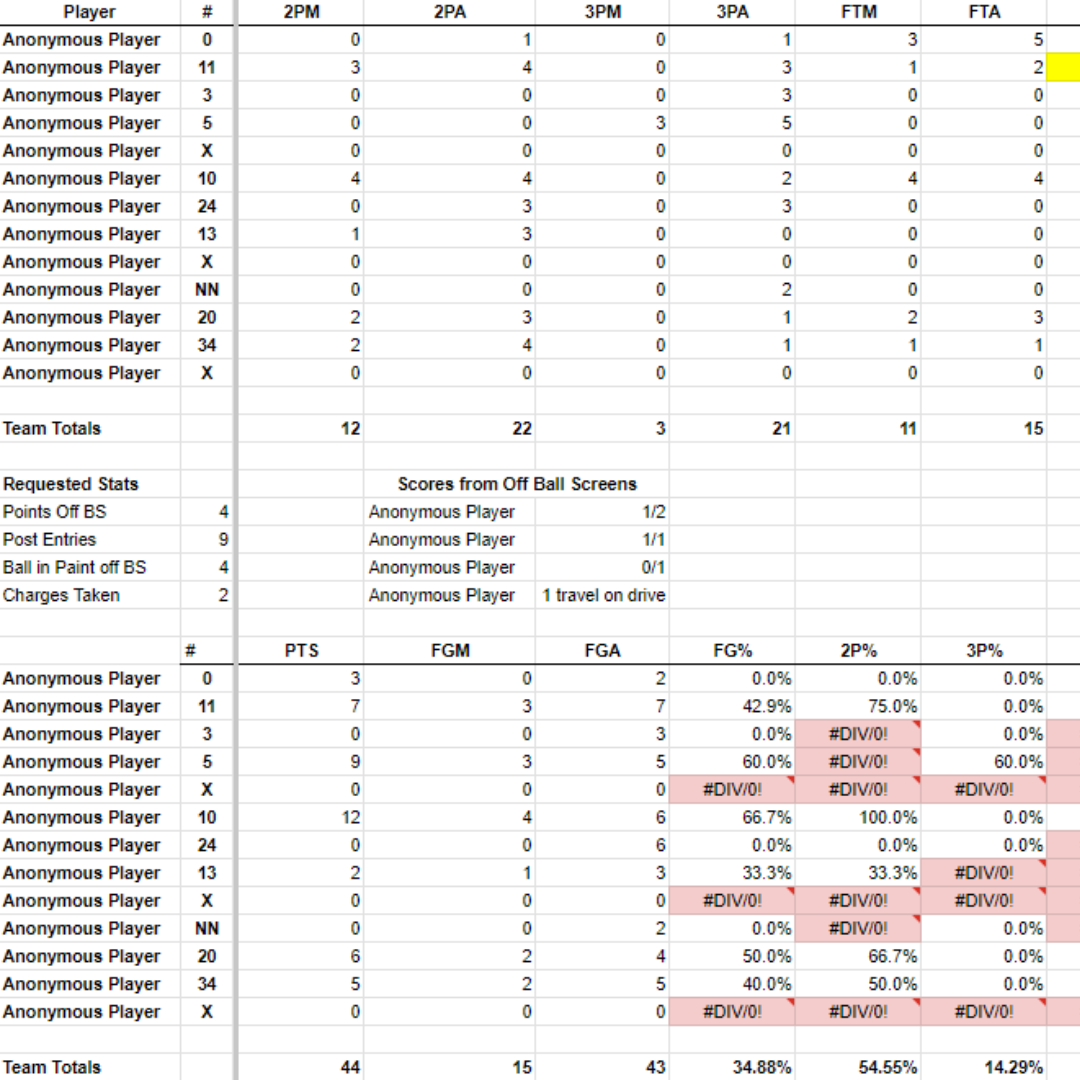 Player # 2PM 2PA 3PM 3PA FTM FTA
Anonymous Player 0 0 1 0 1 3 5
Anonymous Player 11 3 4 0 3 1 2
Anonymous Player 3 0 0 0 3 0 0
Anonymous Player 5 0 0 3 5 0 0
Anonymous Player X 0 0 0 0 0 0
Anonymous Player 10 4 4 0 2 4 4
Anonymous Player 24 0 3 0 3 0 0
Anonymous Player 13 1 3 0 0 0 0
Anonymous Player X 0 0 0 0 0 0
Anonymous Player NN 0 0 0 2 0 0
Anonymous Player 20 2 3 0 1 2 3
Anonymous Player 34 2 4 0 1 1 1
Anonymous Player X 0 0 0 0 0 0
Team Totals 12 22 3 21 11 15
Requested Stats Scores from Off Ball Screens
Points Off BS 4 Anonymous Player 1/2
Post Entries 9 Anonymous Player 1/1
Ball in Paint off BS 4 Anonymous Player 0/1
Charges Taken 2 Anonymous Player 1 travel on drive
# PTS FGM FGA FG% 2P% 3P%
Anonymous Player 0 3 0 2 0.0% 0.0% 0.0%
Anonymous Player 11 7 3 7 42.9% 75.0% 0.0%
Anonymous Player 3 0 0 3 0.0% #DIV/0! 0.0%
Anonymous Player 5 9 3 5 60.0% #DIV/0! 60.0%
Anonymous Player X 0 0 0 #DIV/0! #DIV/0! #DIV/0!
Anonymous Player 10 12 4 6 66.7% 100.0% 0.0%
Anonymous Player 24 0 0 6 0.0% 0.0% 0.0%
Anonymous Player 13 2 1 3 33.3% 33.3% #DIV/0!
Anonymous Player X 0 0 0 #DIV/0! #DIV/0! #DIV/0!
Anonymous Player NN 0 0 2 0.0% #DIV/0! 0.0%
Anonymous Player 20 6 2 4 50.0% 66.7% 0.0%
Anonymous Player 34 5 2 5 40.0% 50.0% 0.0%
Anonymous Player X 0 0 0 #DIV/0! #DIV/0! #DIV/0!
Team Totals 44 15 43 34.88% 54.55% 14.29%